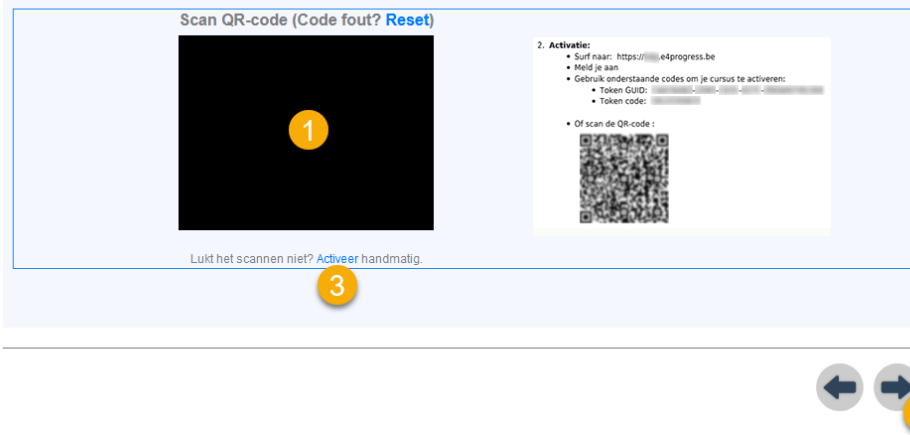 Scan QR-code (Code fout? Reset)
1
Lukt het scannen niet? Activeer handmatig.
3
2. Activatie:
• Surf naar: https:// .e4progress.be
• Meld je aan
• Gebruik onderstaande codes om je cursus te activeren:
• Token GUID: - - - -
• Token code:
• Of scan de QR-code :